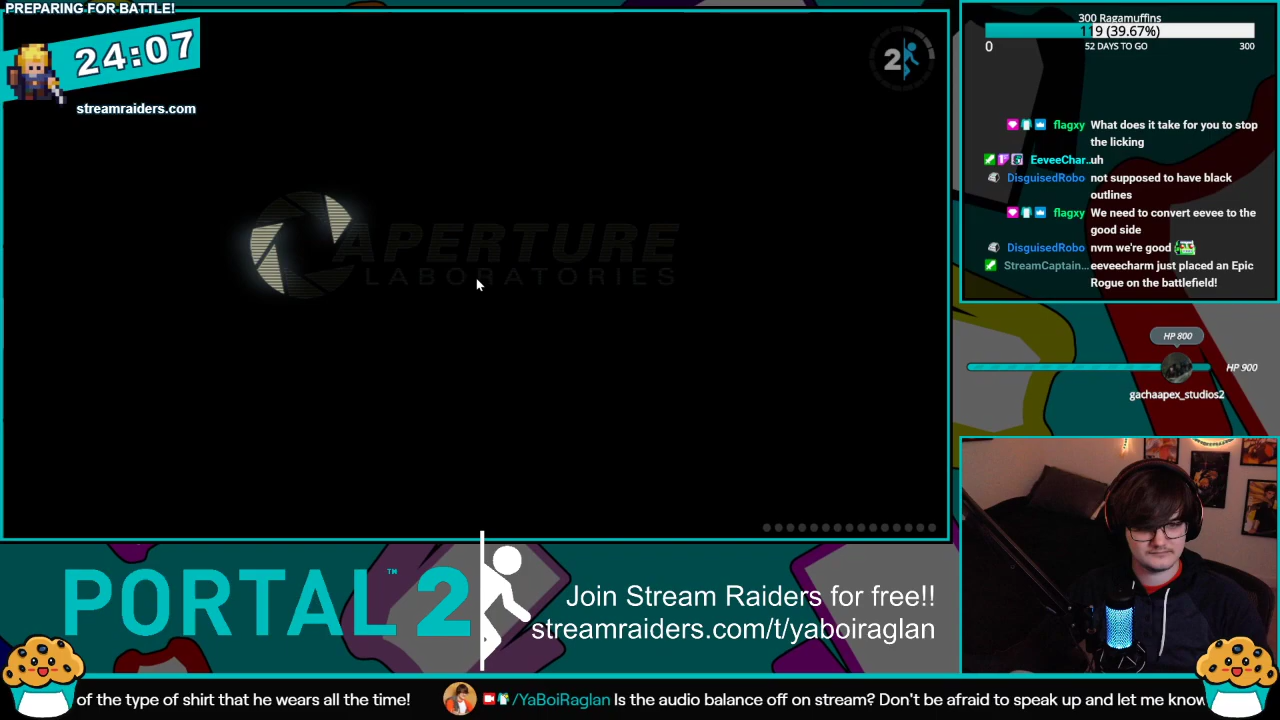 PREPARING FOR BATTLE!
24:07
streamraiders.com
2
APERTURE
LABORATORIES
300 Ragamuffins
119 (39.67%)
0
52 DAYS TO GO
300
flagxy What does it take for you to stop
the licking
EeveeChar.. uh
DisguisedRobo not supposed to have black
outlines
flagxy We need to convert eevee to the
good side
DisguisedRobo nvm we're good
StreamCaptain... eeveecharm just placed an Epic
Rogue on the battlefield!
HP 800
HP 900
gachaapex_studios2
PORTAL™ 2
Join Stream Raiders for free!!
streamraiders.com/t/yaboiraglan
of the type of shirt that he wears all the time! /YaBoiRaglan Is the audio balance off on stream? Don't be afraid to speak up and let me know